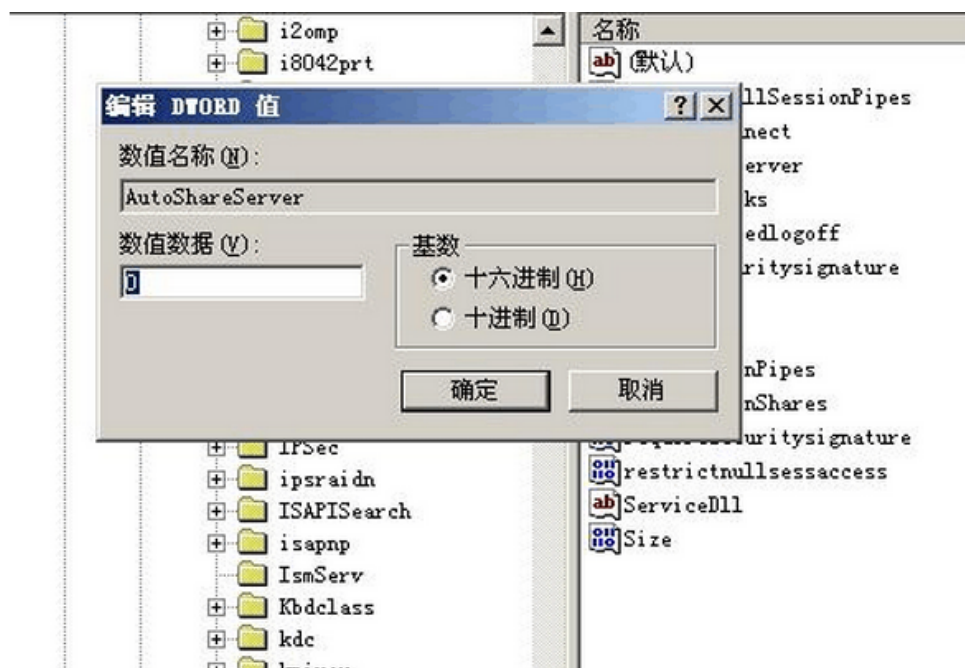 i2omp
i8042prt
名称
(默认)
编辑 DWORD 值
数值名称(N):
AutoShareServer
数值数据(V):
0
基数
十六进制(H)
十进制(D)
确定
取消
llSessionPipes
nect
erver
ks
edlogoff
ritysignature
nPipes
nShares
uritysignature
restrictnullsessaccess
ServiceDll
Size
IPSec
ipsraidn
ISAPISearch
isapnp
IsmServ
Kbdclass
kdc